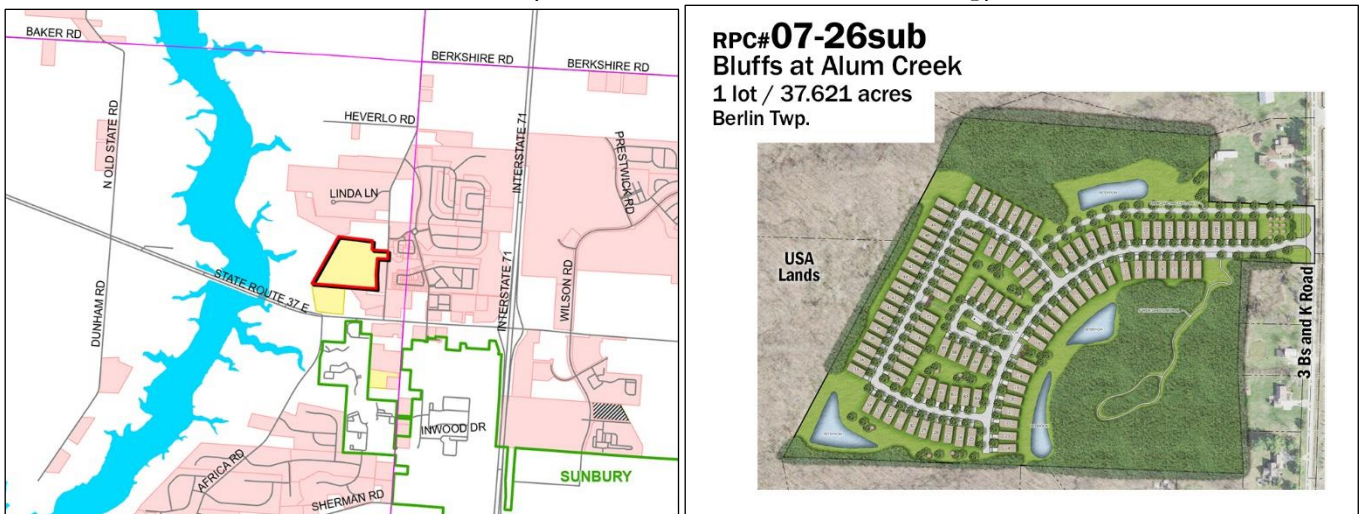 BAKER RD
BERKSHIRE RD
BERKSHIRE RD
N OLD STATE RD
HEVERLO RD
INTERSTATE 71
PRESTWICK RD
LINDA LN
STATE ROUTE 37 E
DUNHAM RD
INTERSTATE 71
WILSON RD
INWOOD DR
AFRICA RD
SUNBURY
SHERMAN RD
RPC#07-26sub
Bluffs at Alum Creek
1 lot / 37.621 acres
Berlin Twp.
USA
Lands
3 Bs and K Road